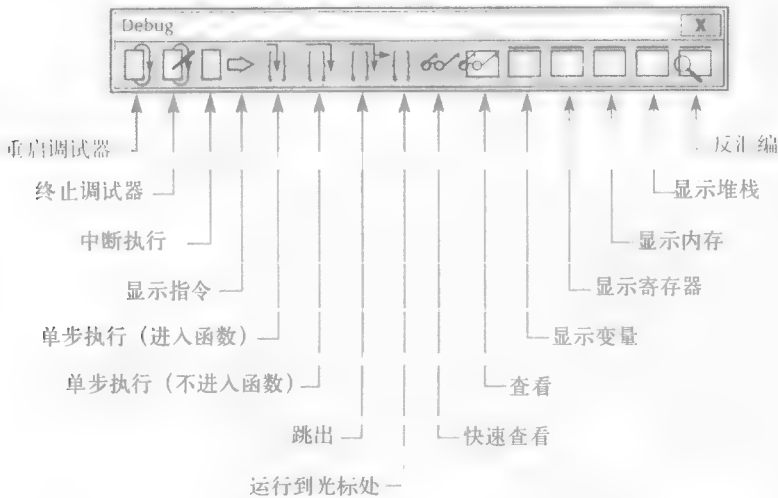 Debug
X
重启调试器
反汇编
终止调试器
显示堆栈
中断执行
显示内存
显示指令
显示寄存器
单步执行（进入函数）
显示变量
单步执行（不进入函数）
查看
跳出
快速查看
运行到光标处